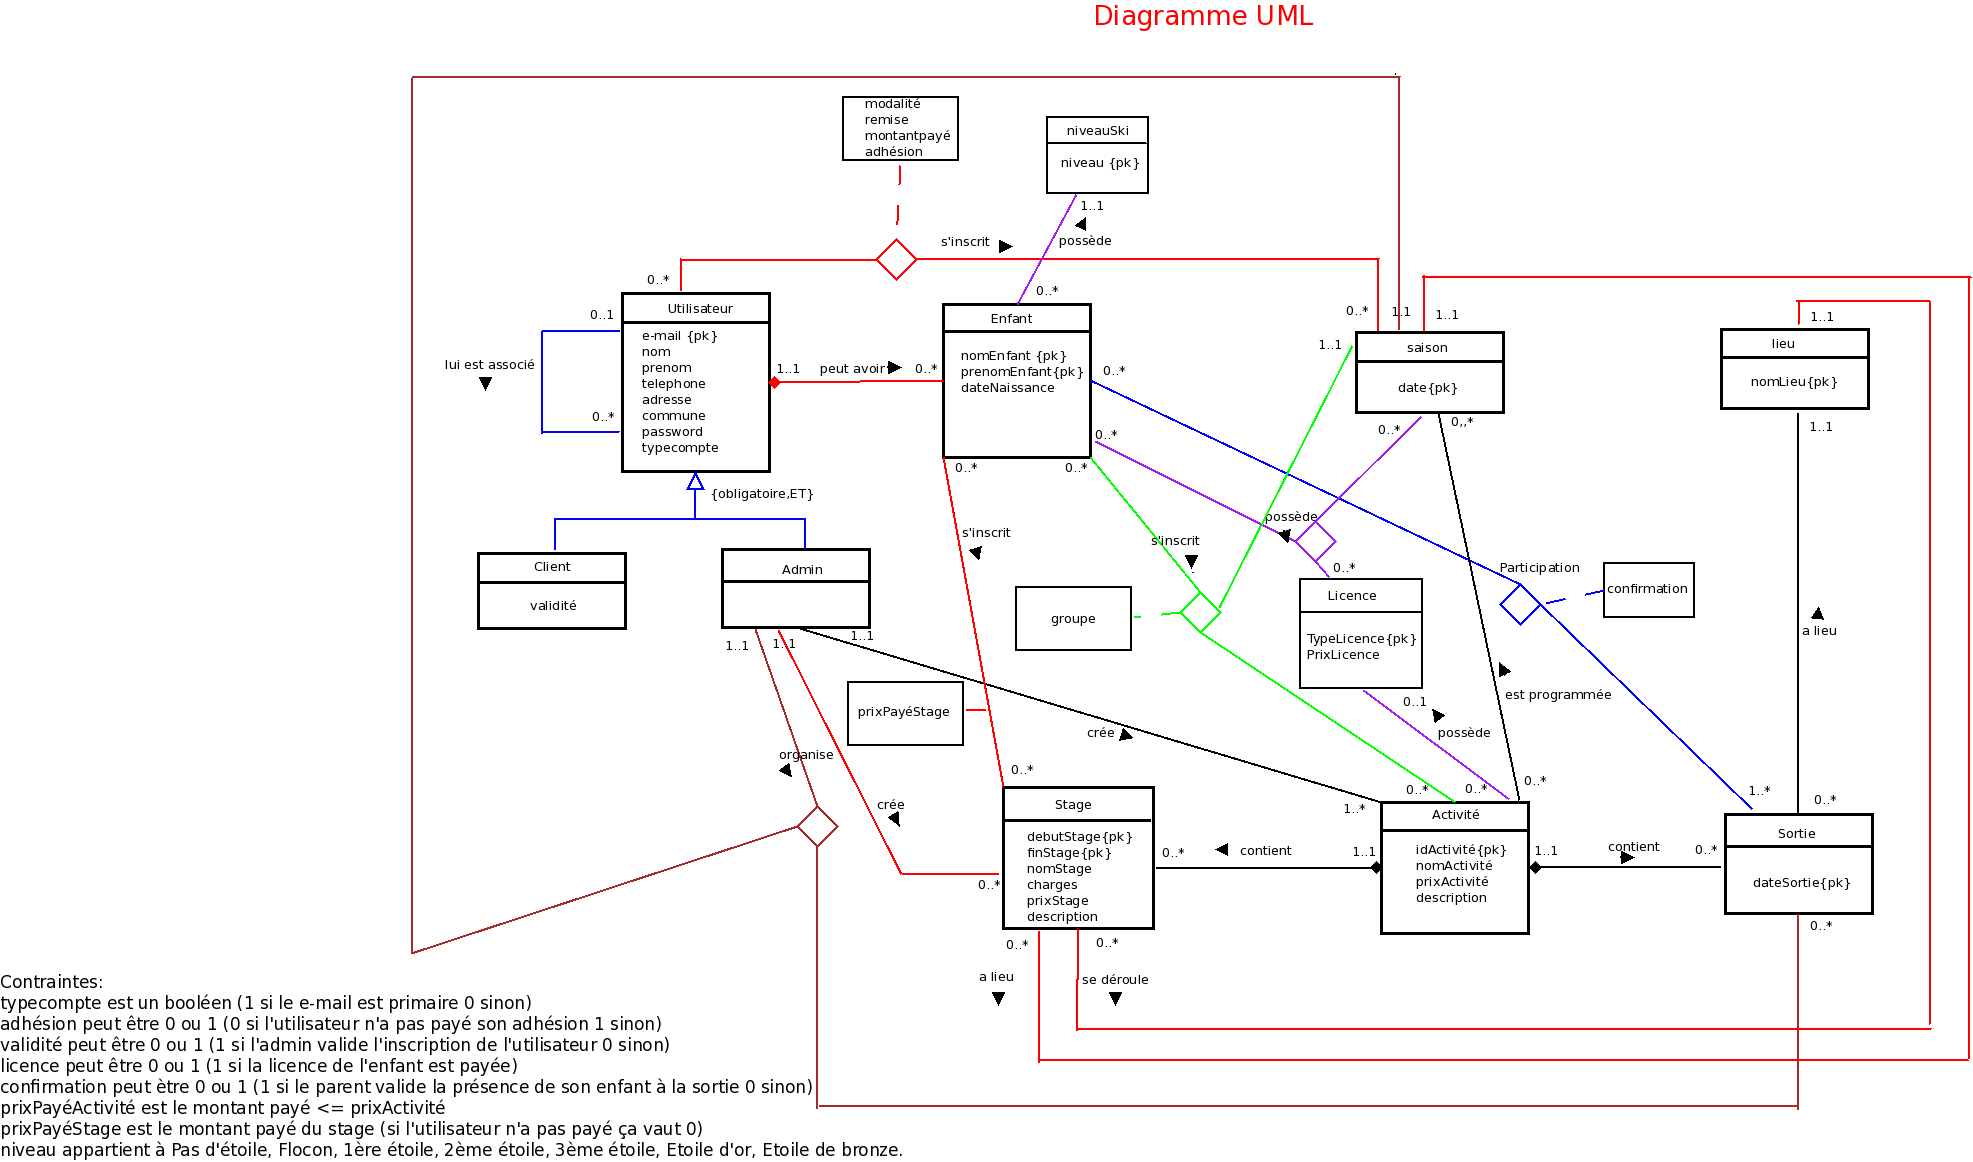 Diagramme UML
modalité
remise
montantpayé
adhésion
niveauSki
niveau {pk}
1..1
possède
0..*
s'inscrit
0..*
0..*
1..1
1..1
1..1
Utilisateur
e-mail {pk}
nom
prenom
telephone
adresse
commune
password
typecompte
0..1
lui est associé
0..*
1..1
peut avoir
0..*
Enfant
nomEnfant {pk}
prenomEnfant{pk}
dateNaissance
0..*
0..*
0..*
0..*
saison
date{pk}
1..1
0..*
0,,*
lieu
nomLieu{pk}
1..1
{obligatoire,ET}
Client
validité
Admin
1..1
1..1
1..1
s'inscrit
s'inscrit
possède
0..*
groupe
Licence
TypeLicence{pk}
PrixLicence
0..1
possède
Participation
confirmation
a lieu
est programmée
prixPayéStage
crée
organise
crée
0..*
0..*
Stage
debutStage{pk}
finStage{pk}
nomStage
charges
prixStage
description
0..*
contient
1..1
1..*
0..*
0..*
0..*
Activité
idActivité{pk}
nomActivité
prixActivité
description
1..1
contient
0..*
1..*
0..*
Sortie
dateSortie{pk}
0..*
0..*
0..*
a lieu
se déroule
Contraintes:
typecompte est un booléen (1 si le e-mail est primaire 0 sinon)
adhésion peut être 0 ou 1 (0 si l'utilisateur n'a pas payé son adhésion 1 sinon)
validité peut être 0 ou 1 (1 si l'admin valide l'inscription de l'utilisateur 0 sinon)
licence peut être 0 ou 1 (1 si la licence de l'enfant est payée)
confirmation peut ètre 0 ou 1 (1 si le parent valide la présence de son enfant à la sortie 0 sinon)
prixPayéActivité est le montant payé <= prixActivité
prixPayéStage est le montant payé du stage (si l'utilisateur n'a pas payé ça vaut 0)
niveau appartient à Pas d'étoile, Flocon, 1ère étoile, 2ème étoile, 3ème étoile, Etoile d'or, Etoile de bronze.